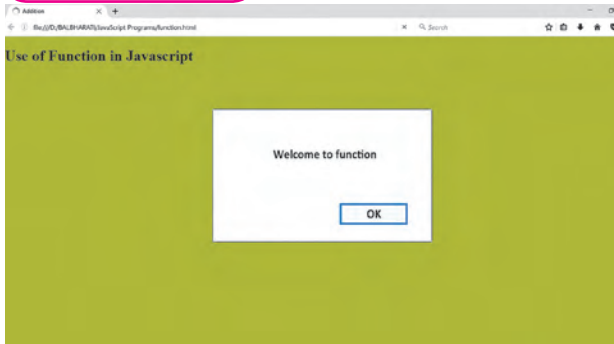 Addition
file:///D:/BALBHARATI/JavaScript Programs/function.html
Search
Use of Function in Javascript
Welcome to function
OK